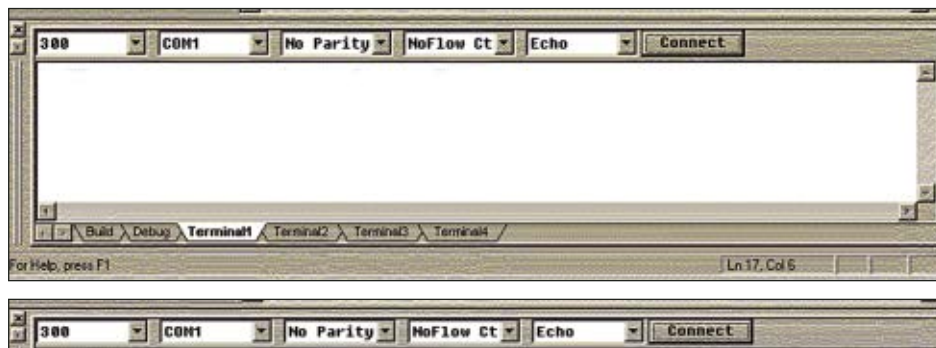 300 COM1 No Parity NoFlow Ct Echo Connect
Build Debug Terminal1 Terminal2 Terminal3 Terminal4
For Help, press F1 Ln 17, Col 6
300 COM1 No Parity NoFlow Ct Echo Connect